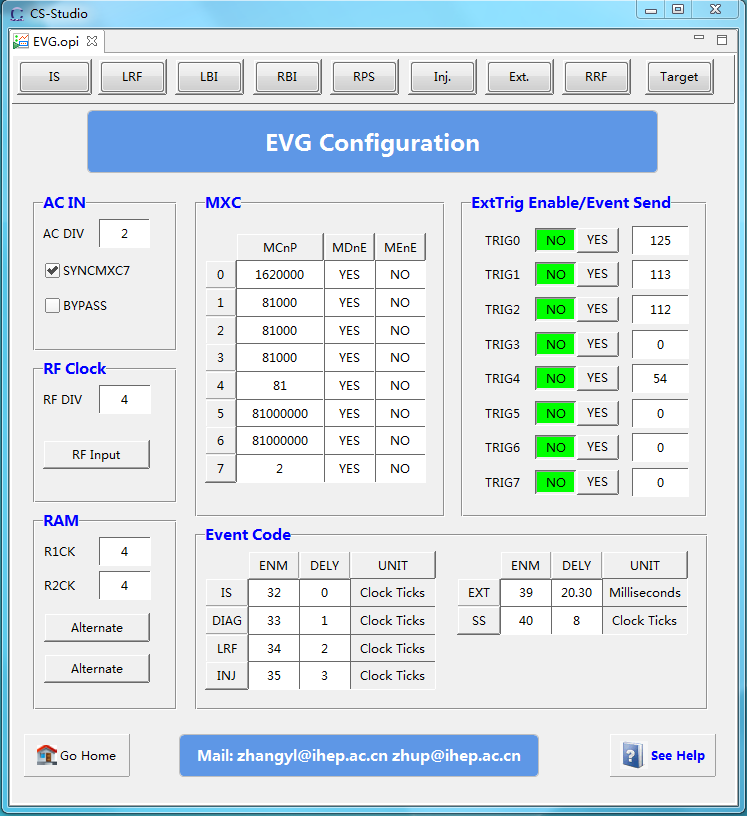 CS-Studio
EVG.opi
IS LRF LBI RBI RPS Inj. Ext. RRF Target
EVG Configuration
AC IN
AC DIV 2
SYNCMXC7
BYPASS
RF Clock
RF DIV 4
RF Input
RAM
R1CK 4
R2CK 4
Alternate
Alternate
MXC
MCnP MDnE MEnE
0 1620000 YES NO
1 81000 YES NO
2 81000 YES NO
3 81000 YES NO
4 81 YES NO
5 81000000 YES NO
6 81000000 YES NO
7 2 YES NO
ExtTrig Enable/Event Send
TRIG0 NO YES 125
TRIG1 NO YES 113
TRIG2 NO YES 112
TRIG3 NO YES 0
TRIG4 NO YES 54
TRIG5 NO YES 0
TRIG6 NO YES 0
TRIG7 NO YES 0
Event Code
ENM DELY UNIT
IS 32 0 Clock Ticks
DIAG 33 1 Clock Ticks
LRF 34 2 Clock Ticks
INJ 35 3 Clock Ticks
ENM DELY UNIT
EXT 39 20.30 Milliseconds
SS 40 8 Clock Ticks
Go Home
Mail: zhangyl@ihep.ac.cn zhup@ihep.ac.cn
See Help